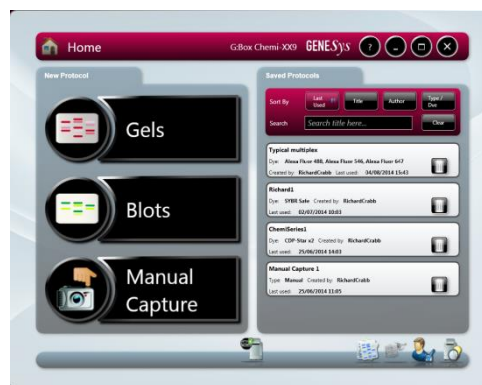 Home
G:Box Chemi-XX9 GENESys ?
New Protocol
Gels
Blots
Manual
Capture
Saved Protocols
Sort By Last Used Title Author Type / Dye
Search Search title here... Clear
Typical multiplex
Dye: Alexa Fluor 488, Alexa Fluor 546, Alexa Fluor 647
Created by: RichardCrabb Last used: 04/08/2014 15:43
Richard1
Dye: SYBR Safe Created by: RichardCrabb
Last used: 02/07/2014 10:03
ChemiSeries1
Dye: CDP-Star x2 Created by: RichardCrabb
Last used: 25/06/2014 14:03
Manual Capture 1
Type: Manual Created by: RichardCrabb
Last used: 25/06/2014 11:05